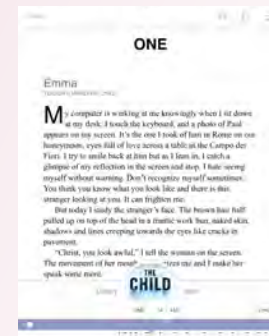 ONE
Emma
My computer is winking at me knowingly when I sit down
at my desk. I touch the keyboard, and a photo of Paul
appears on my screen. It's the one I took of him in Rome on our
honeymoon, eyes full of love across a table in the Campo dei
Fiori. I try to smile back at him but as I lean in, I catch a
glimpse of my reflection in the screen and stop. I hate seeing
myself without warning. Don't recognize myself sometimes.
You think you know what you look like and there is this
stranger looking at you. It can frighten me.
But today I study the stranger's face. The brown hair half
pulled up on top of the head in a frantic work bun, naked skin,
shadows and lines creeping towards the eyes like cracks in
pavement.
"Christ, you look awful," I tell the woman on the screen.
The movement of her mouth me and I make her
speak some more.
THE
CHILD